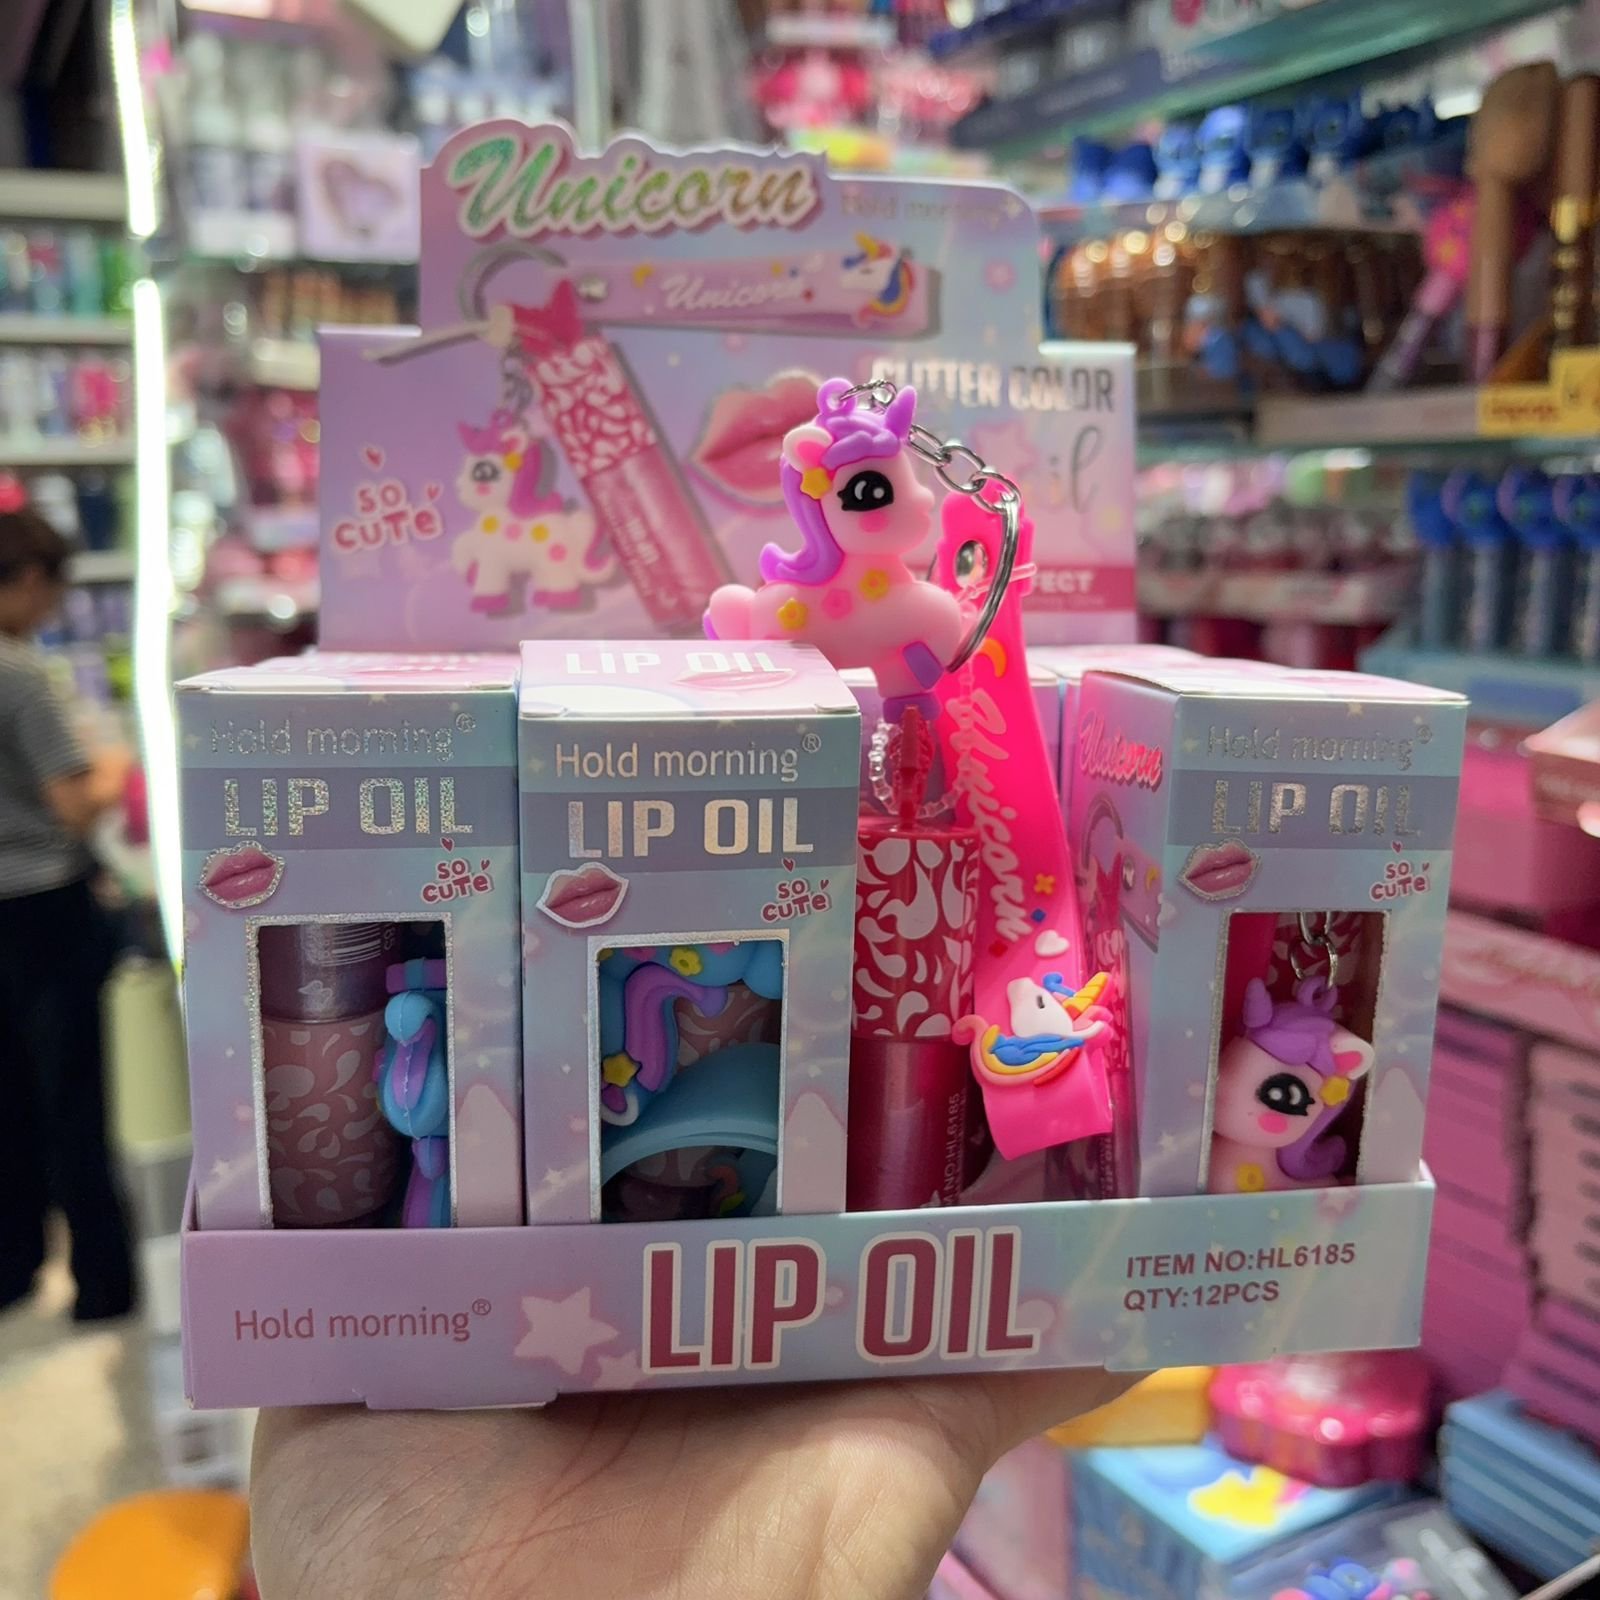 Unicorn
Hold morning
Unicorn
GLITTER COLOR
SO
CUTE
LIP OIL
Hold morning®
LIP OIL
SO
CUTE
Hold morning®
LIP OIL
SO
CUTE
Unicorn
NO:HL6185
Unicorn
Hold morning®
LIP OIL
SO
CUTE
Hold morning®
LIP OIL
ITEM NO:HL6185
QTY:12PCS